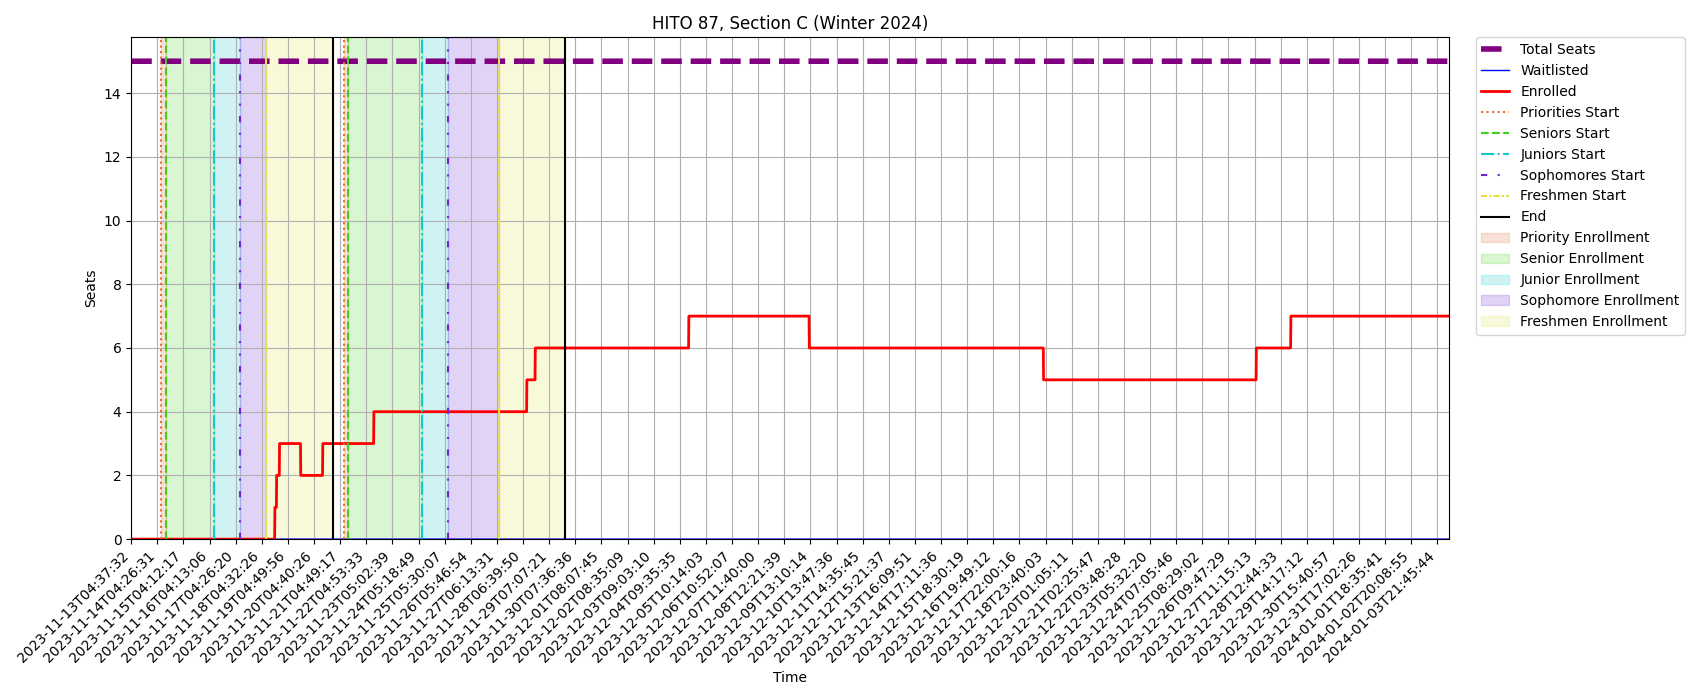 HITO 87, Section C (Winter 2024)
Total Seats
Waitlisted
Enrolled
Priorities Start
Seniors Start
Juniors Start
Sophomores Start
Freshmen Start
End
Priority Enrollment
Senior Enrollment
Junior Enrollment
Sophomore Enrollment
Freshmen Enrollment
Seats
14
12
10
8
6
4
2
0
2023-11-13T04:37:32
2023-11-14T04:26:31
2023-11-15T04:12:17
2023-11-16T04:13:06
2023-11-17T04:26:20
2023-11-18T04:32:26
2023-11-19T04:49:56
2023-11-20T04:40:26
2023-11-21T04:49:17
2023-11-22T04:53:33
2023-11-23T05:02:39
2023-11-24T05:18:49
2023-11-25T05:30:07
2023-11-26T05:46:54
2023-11-27T06:13:31
2023-11-28T06:39:50
2023-11-29T07:07:21
2023-11-30T07:36:36
2023-12-01T08:07:45
2023-12-02T08:35:09
2023-12-03T09:03:10
2023-12-04T09:35:35
2023-12-05T10:14:03
2023-12-06T10:52:07
2023-12-07T11:40:00
2023-12-08T12:21:39
2023-12-09T13:10:14
2023-12-10T13:47:36
2023-12-11T14:35:45
2023-12-12T15:21:37
2023-12-13T16:09:51
2023-12-14T17:11:36
2023-12-15T18:30:19
2023-12-16T19:49:12
2023-12-17T22:00:16
2023-12-18T23:40:03
2023-12-20T01:05:11
2023-12-21T02:25:47
2023-12-22T03:48:28
2023-12-23T05:32:20
2023-12-24T07:05:46
2023-12-25T08:29:02
2023-12-26T09:47:29
2023-12-27T11:15:13
2023-12-28T12:44:33
2023-12-29T14:17:12
2023-12-30T15:40:57
2023-12-31T17:02:26
2024-01-01T18:35:41
2024-01-02T20:08:55
2024-01-03T21:45:44
Time